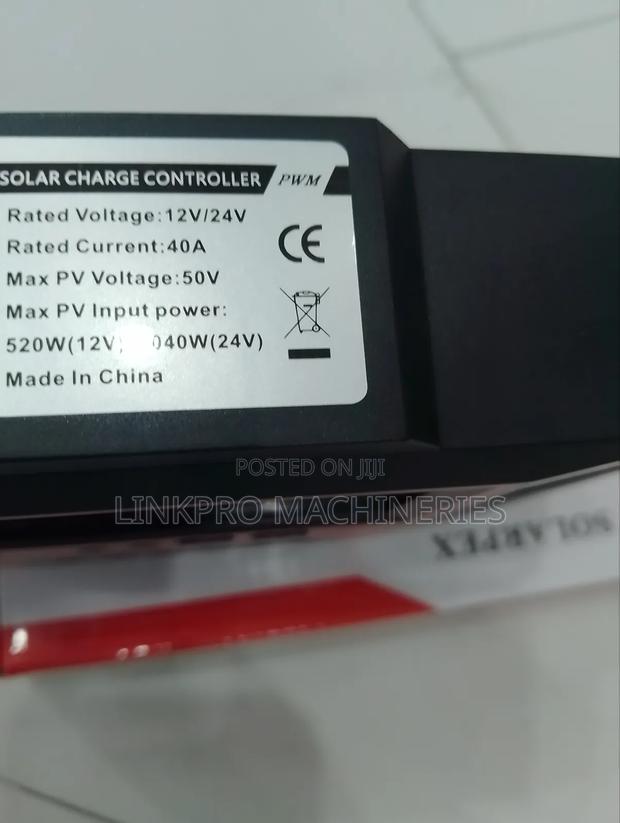 SOLAR CHARGE CONTROLLER PWM
Rated Voltage:12V/24V
Rated Current:40A
CE
Max PV Voltage:50V
Max PV Input power:
520W(12V; 040W(24V)
Made In China
POSTED ON JIJI
LINKPRO MACHINERIES
SOLARPEX